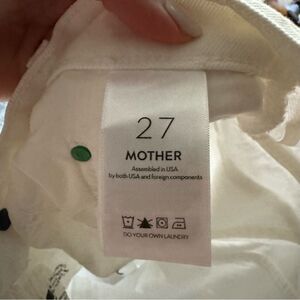 27
MOTHER
Assembled in USA
by both USA and foreign components
DO YOUR OWN LAUNDRY